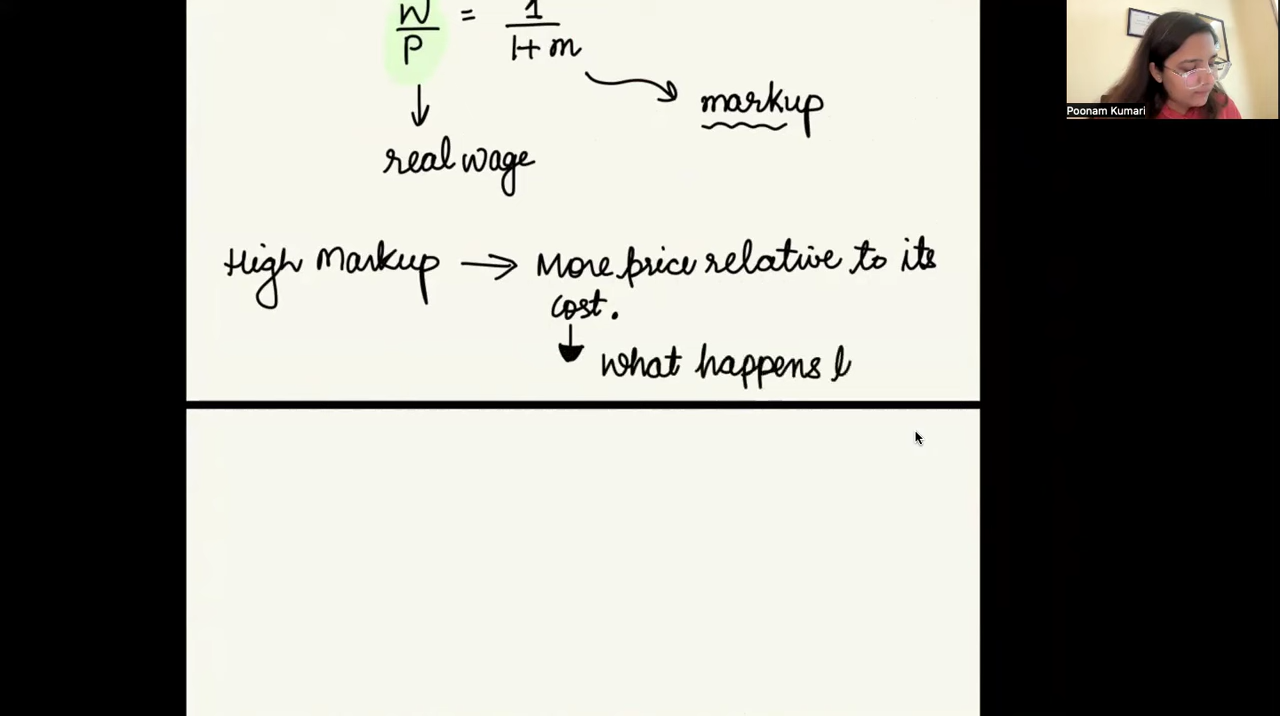 W/P = 1/1+m
markup
real wage
High Markup → More price relative to its
cost.
what happens l
Poonam Kumari